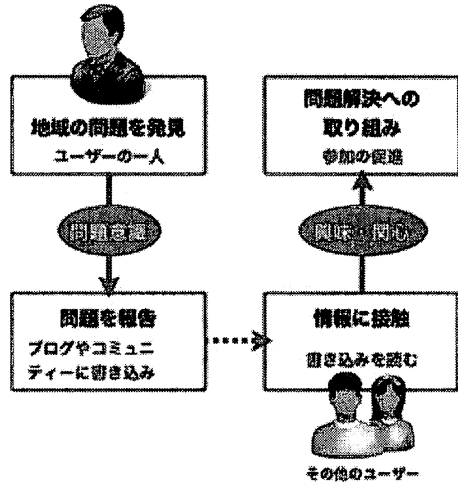 地域の問題を発見
ユーザーの一人
問題意識
問題を報告
ブログやコミュニ
ティーに書き込み
問題解決への
取り組み
参加の促進
興味・関心
情報に接触
書き込みを読む
その他のユーザー